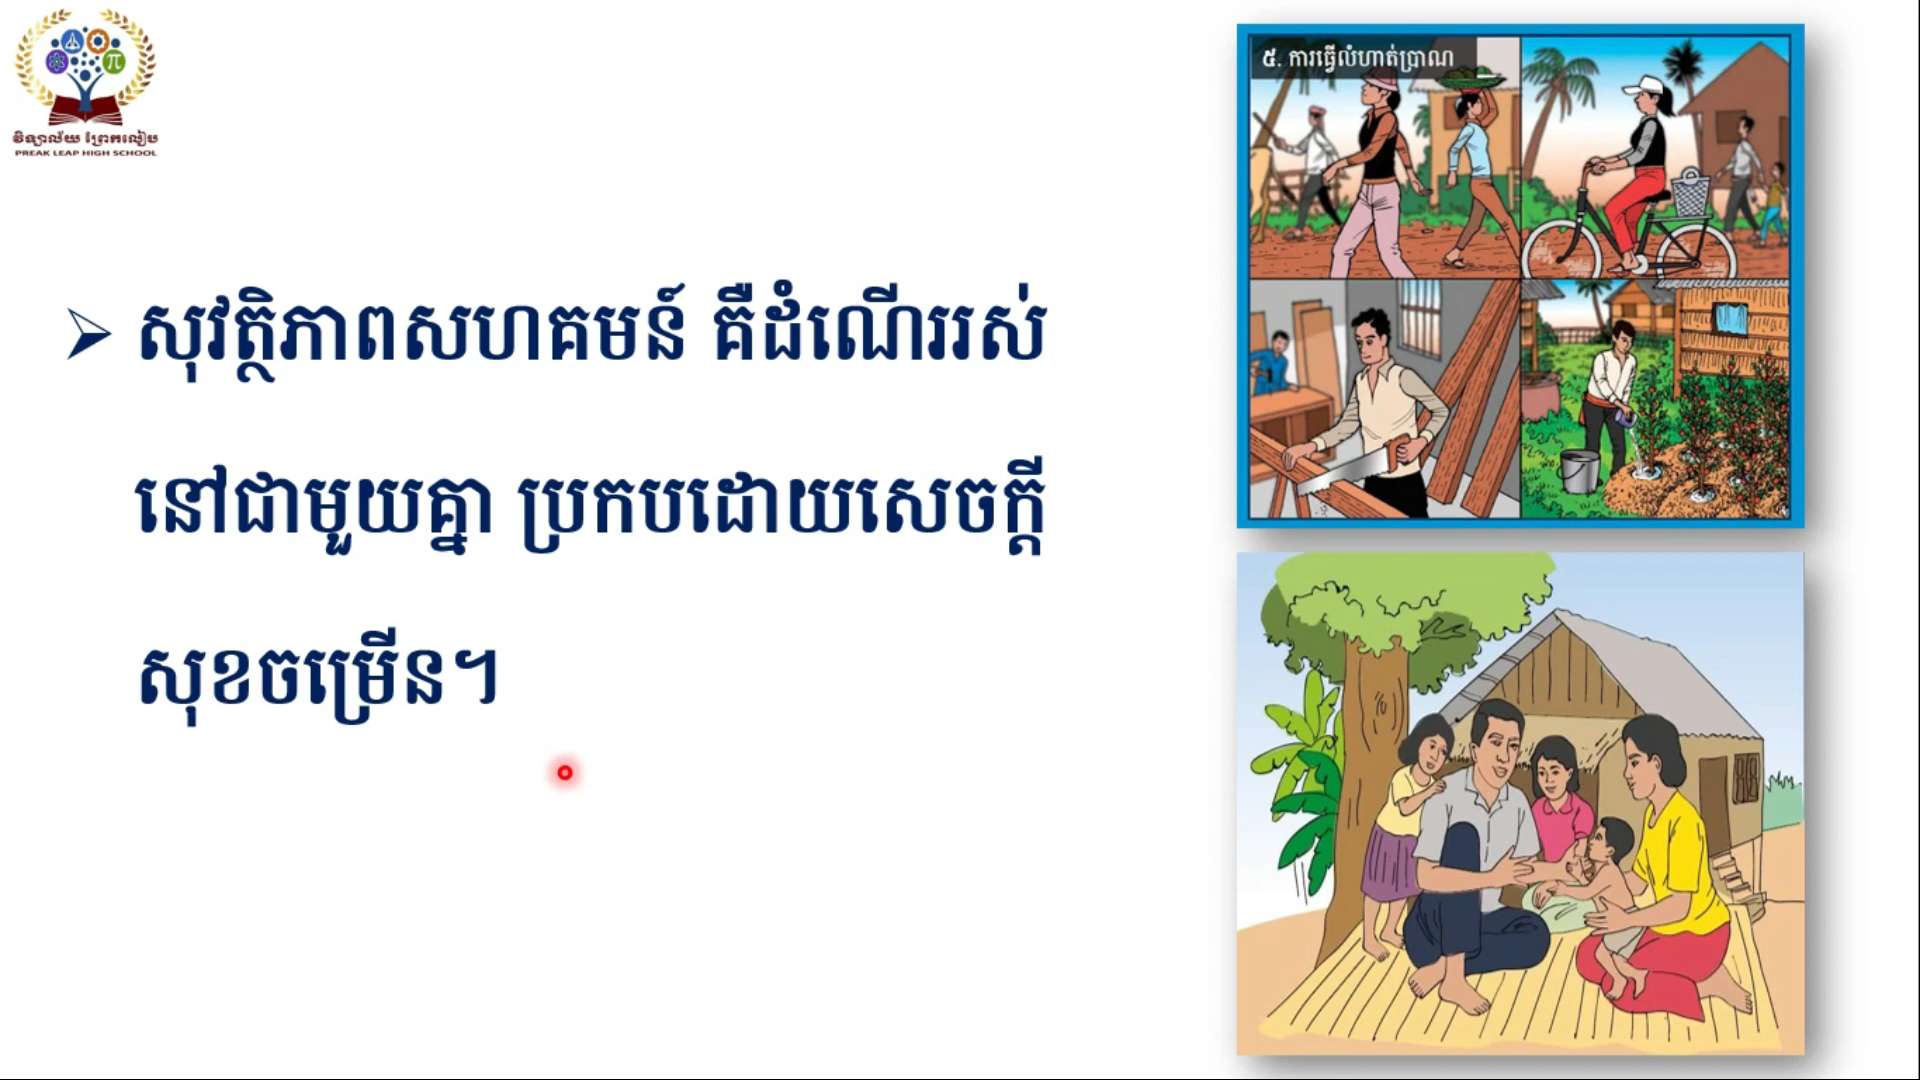 វិទ្យាល័យ ព្រែកលៀប
PREAK LEAP HIGH SCHOOL
៥. ការធ្វើលំហាត់ប្រាណ
➢ សុវត្ថិភាពសហគមន៍ គឺដំណើររស់
នៅជាមួយគ្នា ប្រកបដោយសេចក្ដី
សុខចម្រើន។